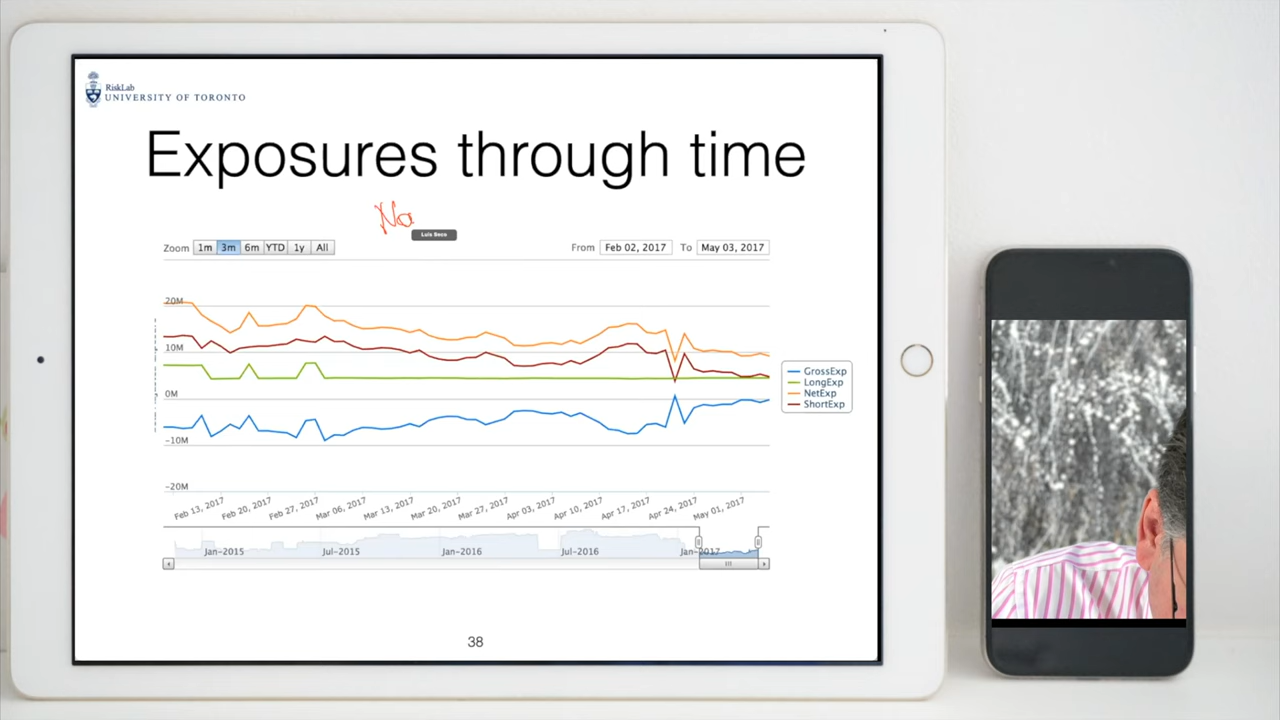 RiskLab
UNIVERSITY OF TORONTO
Exposures through time
No
Luis Seco
Zoom 1m 3m 6m YTD 1y All
From Feb 02, 2017 To May 03, 2017
20M
10M
0M
-10M
-20M
GrossExp
LongExp
NetExp
ShortExp
Feb 13, 2017 Feb 20, 2017 Feb 27, 2017 Mar 06, 2017 Mar 13, 2017 Mar 20, 2017 Mar 27, 2017 Apr 03, 2017 Apr 10, 2017 Apr 17, 2017 Apr 24, 2017 May 01, 2017
Jan-2015 Jul-2015 Jan-2016 Jul-2016 Jan-2017
38